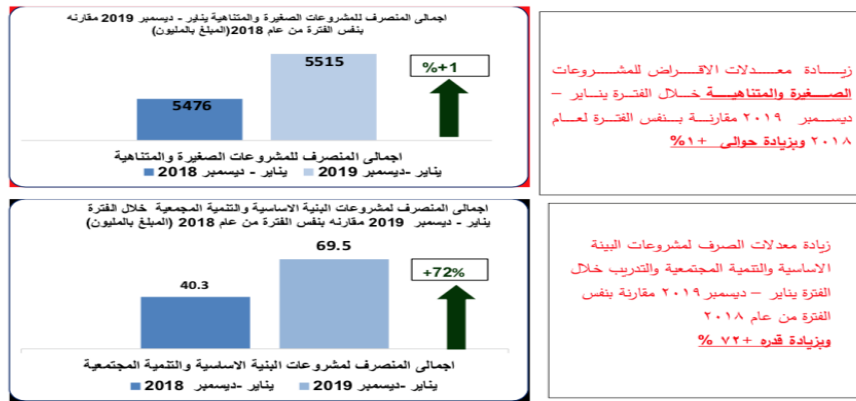 اجمالى المنصرف للمشروعات الصغيرة والمتناهية يناير - ديسمبر 2019 مقارنه
بنفس الفترة من عام 2018(المبلغ بالمليون)
5515
5476
%+1
اجمالى المنصرف للمشروعات الصغيرة والمتناهية
يناير - ديسمبر 2018
يناير -ديسمبر 2019
زيادة معدلات الاقراض للمشروعات
الصغيرة والمتناهية خلال الفترة يناير –
ديسمبر ٢٠١٩ مقارنة بنفس الفترة لعام
٢٠١٨ وبزيادة حوالى +١%
اجمالى المنصرف لمشروعات البنية الاساسية والتنمية المجمعية خلال الفترة
يناير - ديسمبر 2019 مقارنه بنفس الفترة من عام 2018 (المبلغ بالمليون)
69.5
40.3
+72%
اجمالى المنصرف لمشروعات البنية الاساسية والتنمية المجمعية
يناير -ديسمبر 2018
يناير -ديسمبر 2019
زيادة معدلات الصرف لمشروعات البيئة
الاساسية والتنمية المجتمعية والتدريب خلال
الفترة يناير – ديسمبر ٢٠١٩ مقارنة بنفس
الفترة من عام ٢٠١٨
وبزيادة قدره +٧٢ %